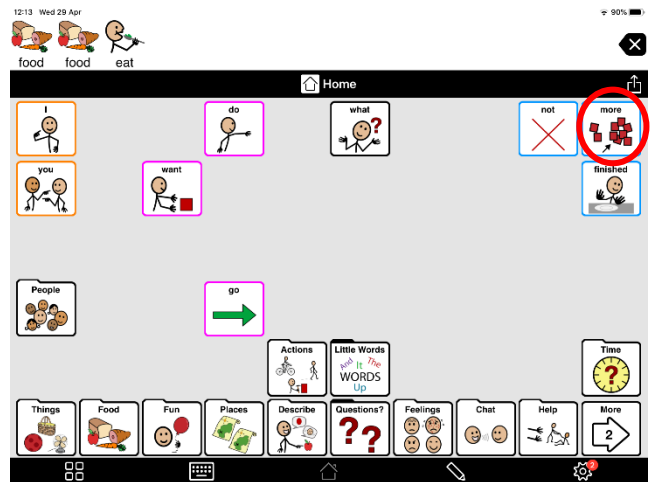 12:13 Wed 29 Apr 90%
food food eat
Home
I do what not more
you want finished
People go
Actions Little Words Time
And It The
WORDS
Up
Things Food Fun Places Describe Questions? Feelings Chat Help More
2
2